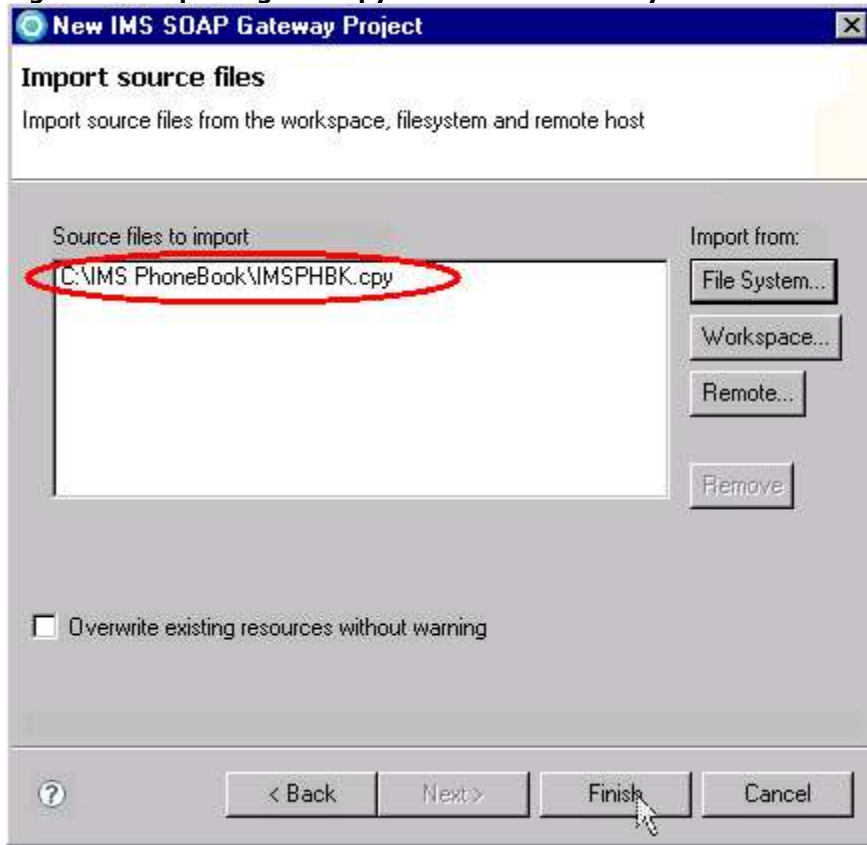 New IMS SOAP Gateway Project
Import source files
Import source files from the workspace, filesystem and remote host
Source files to import
Import from:
C:\IMS PhoneBook\IMSPHBK.cpy
File System...
Workspace...
Remote...
Remove
Overwrite existing resources without warning
?
< Back
Next >
Finish
Cancel